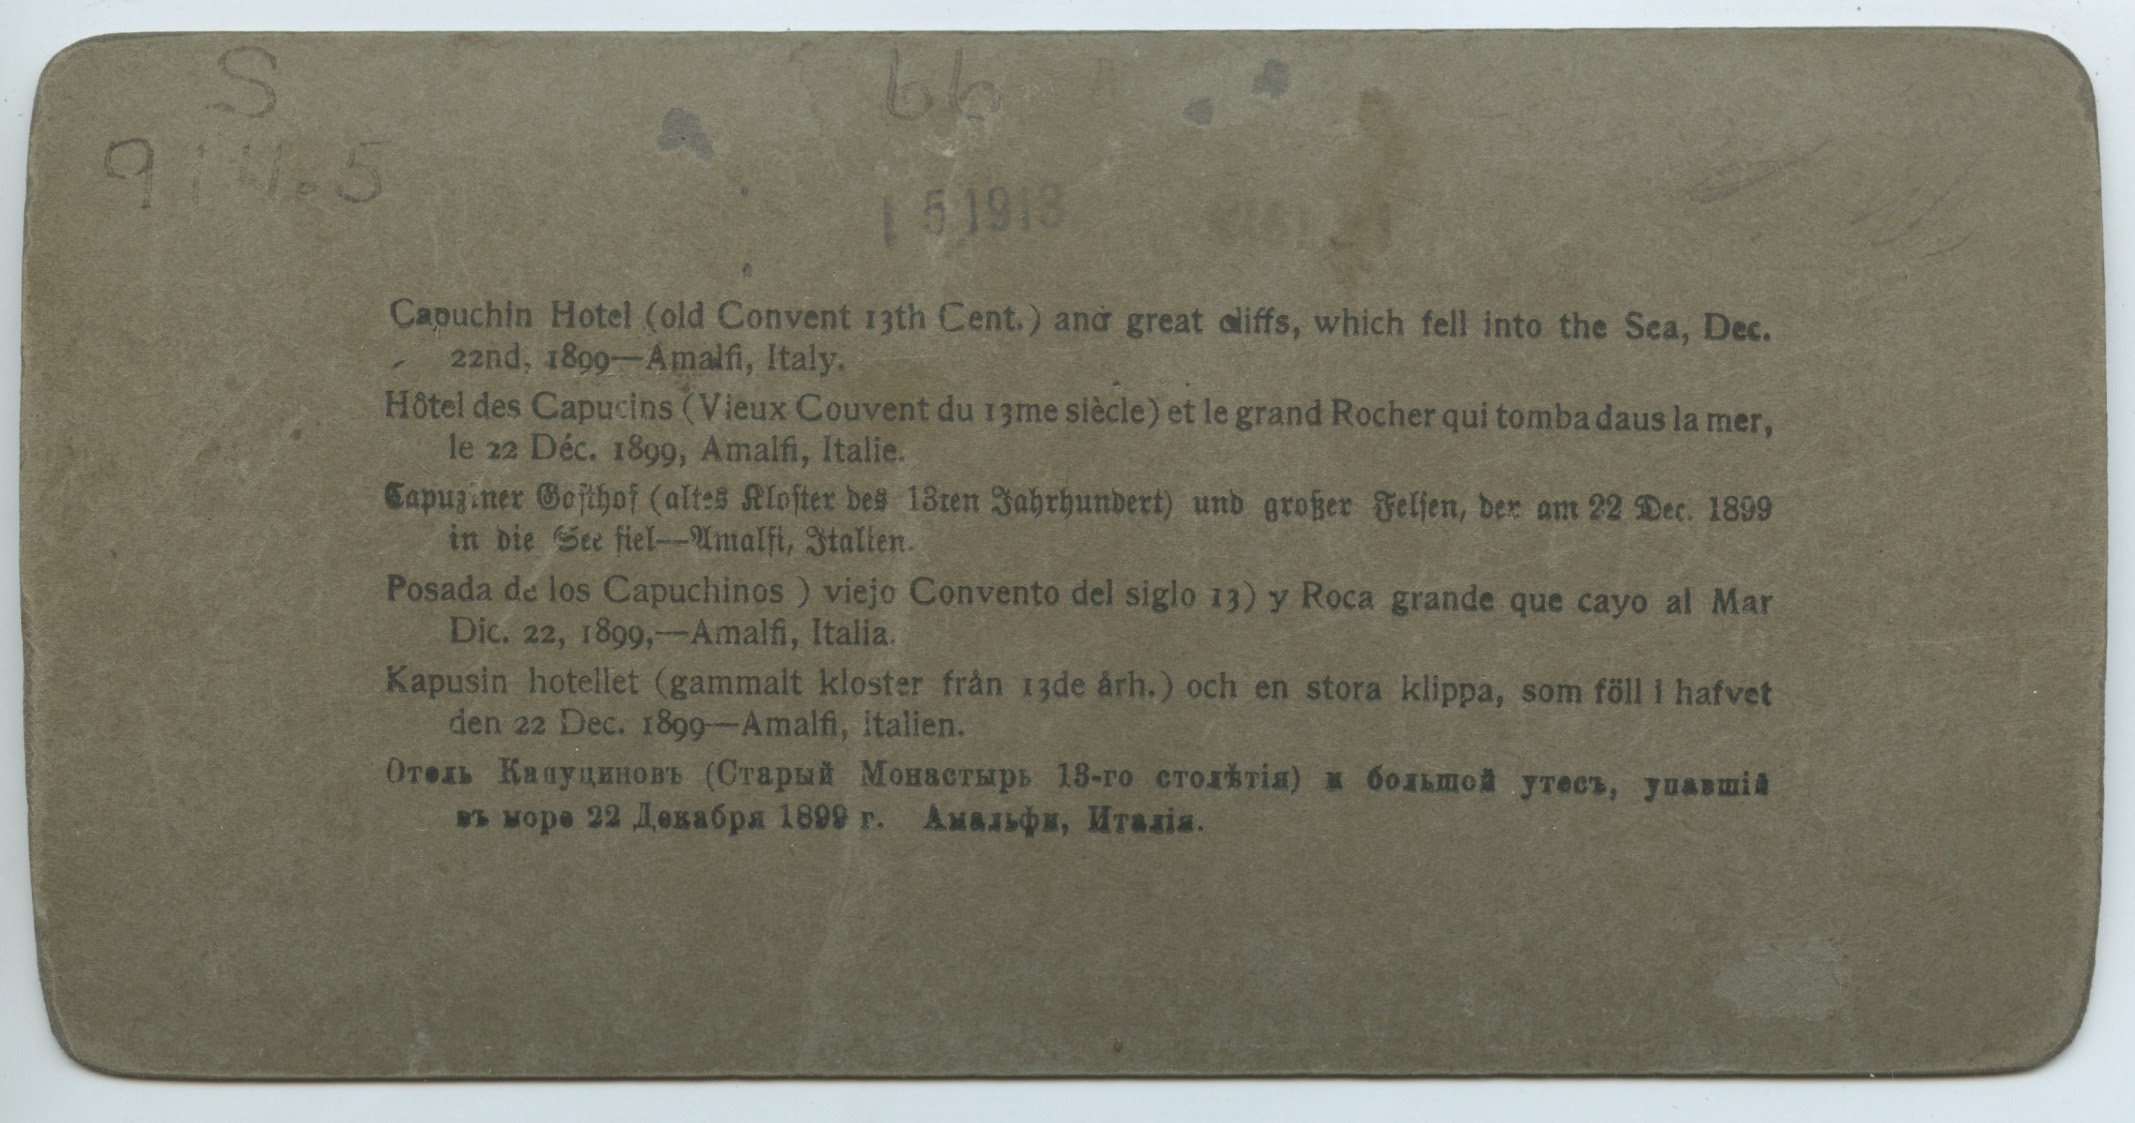 S
66
914.5
15 1913
Capuchin Hotel (old Convent 13th Cent.) and great cliffs, which fell into the Sea, Dec.
22nd, 1899—Amalfi, Italy.
Hôtel des Capucins (Vieux Couvent du 13me siècle) et le grand Rocher qui tomba daus la mer,
le 22 Déc. 1899, Amalfi, Italie.
Capuziner Gasthof (altes Kloster des 13ten Jahrhundert) und großer Felsen, der am 22 Dec. 1899
in die See fiel—Amalfi, Italien.
Posada de los Capuchinos ) viejo Convento del siglo 13) y Roca grande que cayo al Mar
Dic. 22, 1899,—Amalfi, Italia.
Kapusin hotellet (gammalt kloster från 13de årh.) och en stora klippa, som föll i hafvet
den 22 Dec. 1899—Amalfi, Italien.
Отель Капуциновъ (Старый Монастырь 13-го столѣтія) и большой утесъ, упавшій
въ море 22 Декабря 1899 г. Амальфи, Италія.